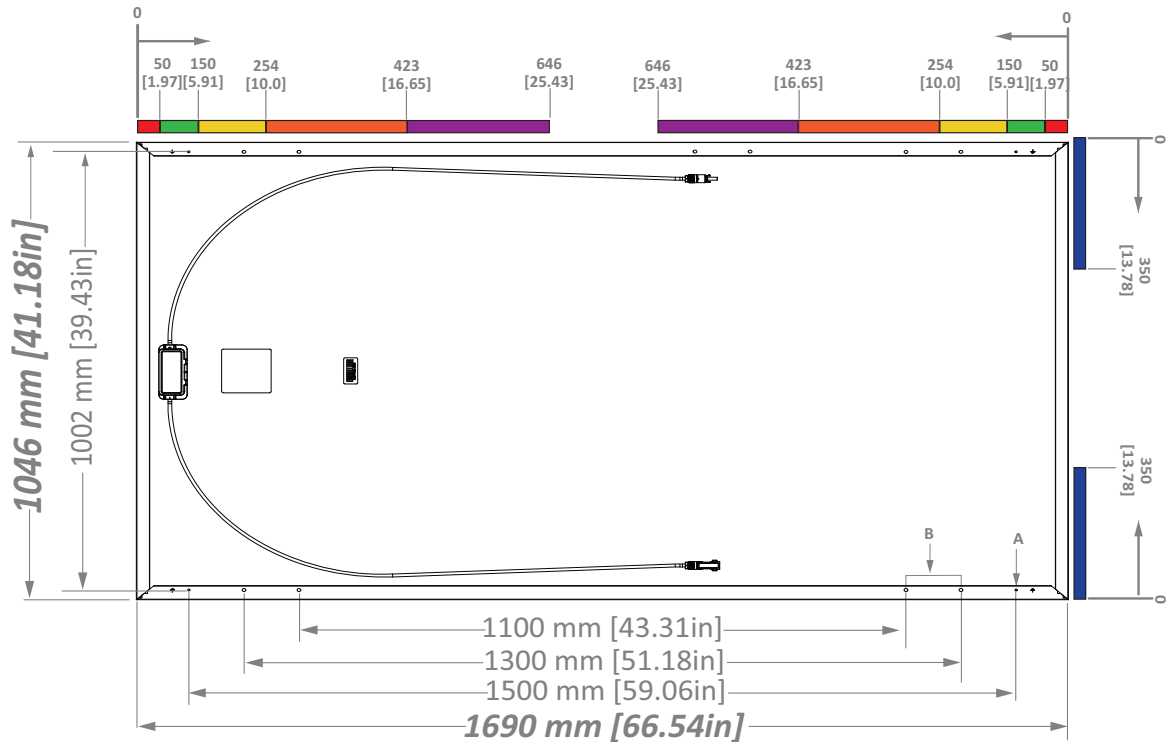 0
0
50 150 254 423 646 646 423 254 150 50
[1.97][5.91] [10.0] [16.65] [25.43] [25.43] [16.65] [10.0] [5.91] [1.97]
0
350
[13.78]
1046 mm [41.18in]
1002 mm [39.43in]
350
[13.78]
B
A
0
1100 mm [43.31in]
1300 mm [51.18in]
1500 mm [59.06in]
1690 mm [66.54in]